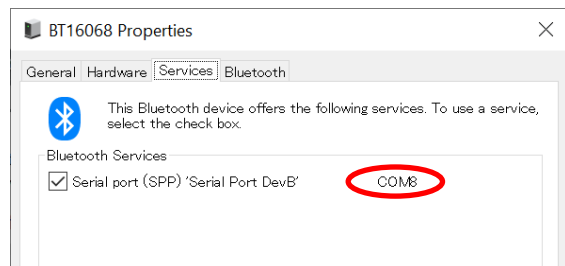 BT16068 Properties
General Hardware Services Bluetooth
This Bluetooth device offers the following services. To use a service,
select the check box.
Bluetooth Services
Serial port (SPP) 'Serial Port DevB' COM8